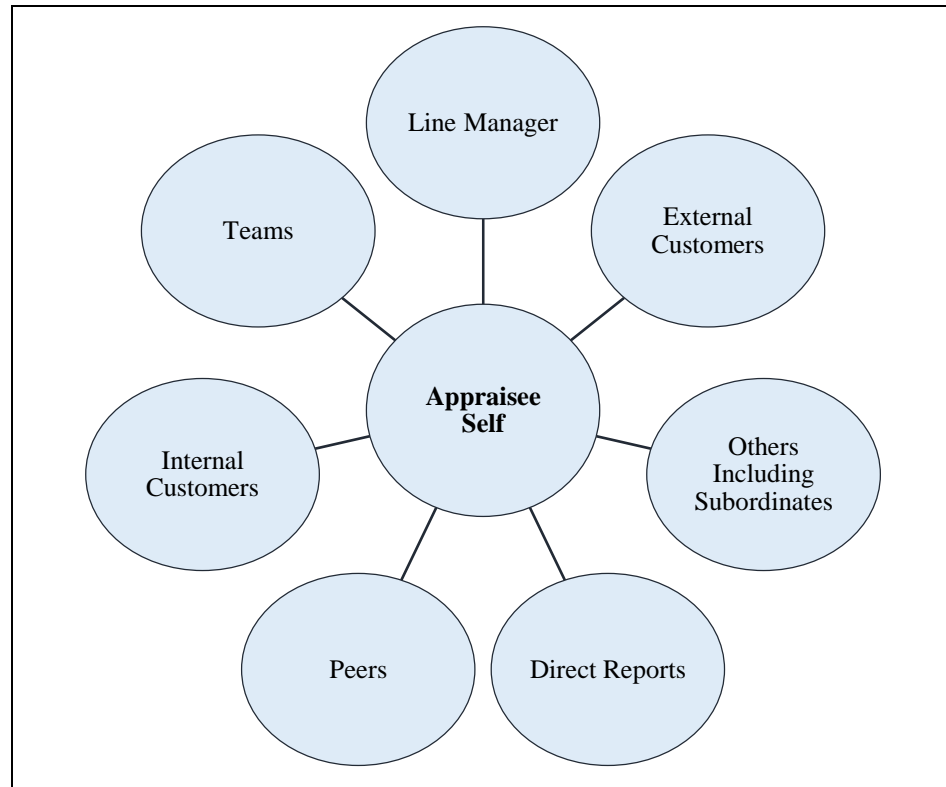 Line Manager
External
Customers
Teams
Appraisee
Self
Others
Including
Subordinates
Internal
Customers
Peers
Direct Reports